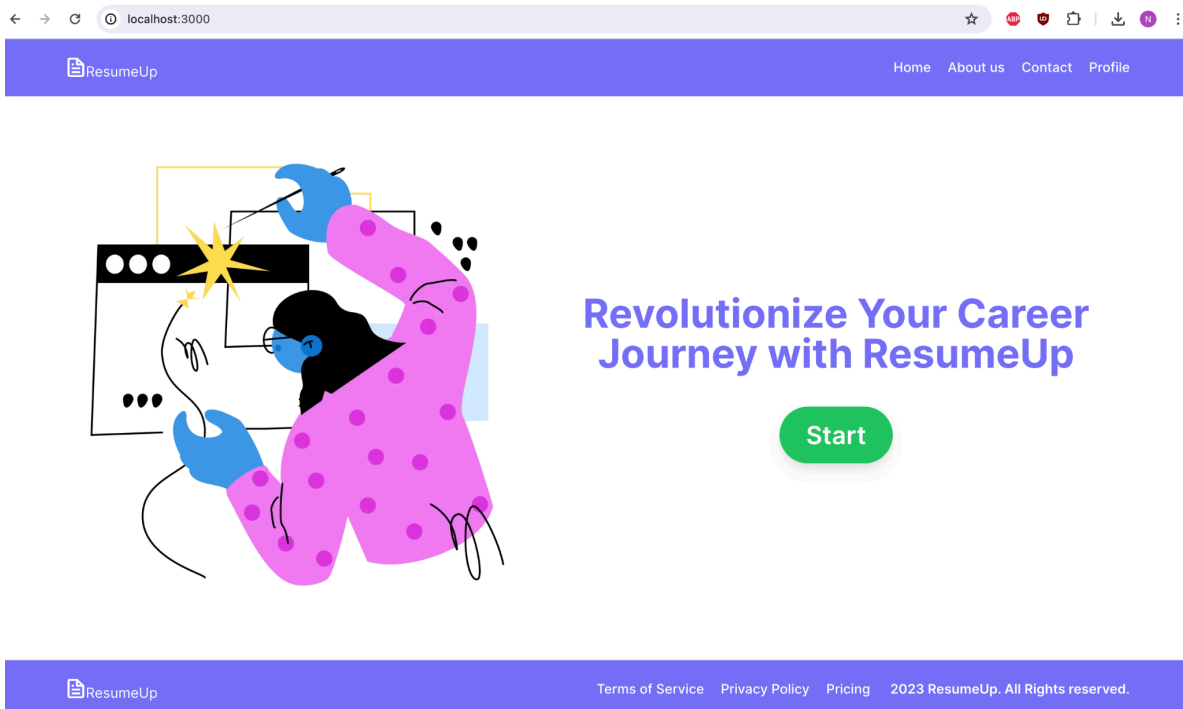 localhost:3000
ABP
N
ResumeUp
Home About us Contact Profile
Revolutionize Your Career
Journey with ResumeUp
Start
ResumeUp
Terms of Service Privacy Policy Pricing 2023 ResumeUp. All Rights reserved.